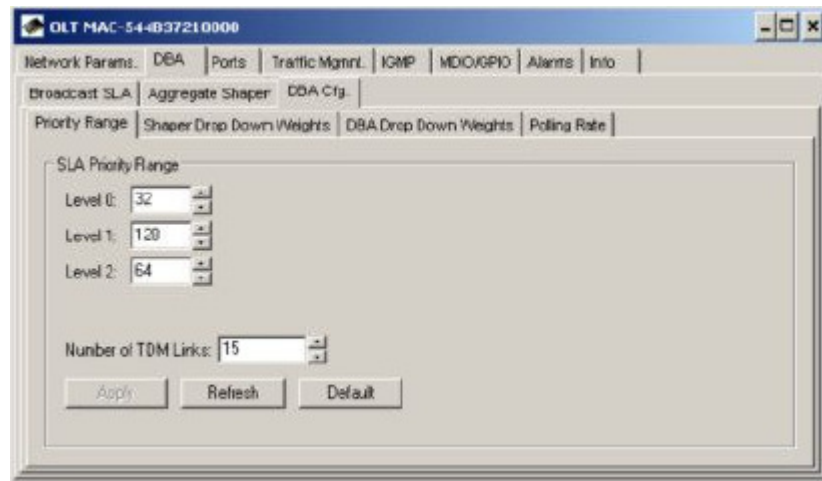 OLT MAC-544B37210000
Network Params. DBA Ports Traffic Mgmnt. IGMP MDIO/GPIO Alarms Info
Broadcast SLA Aggregate Shaper DBA Cfg.
Priority Range Shaper Drop Down Weights DBA Drop Down Weights Polling Rate
SLA Priority Range
Level 0: 32
Level 1: 128
Level 2: 64
Number of TDM Links: 15
Apply Refresh Default